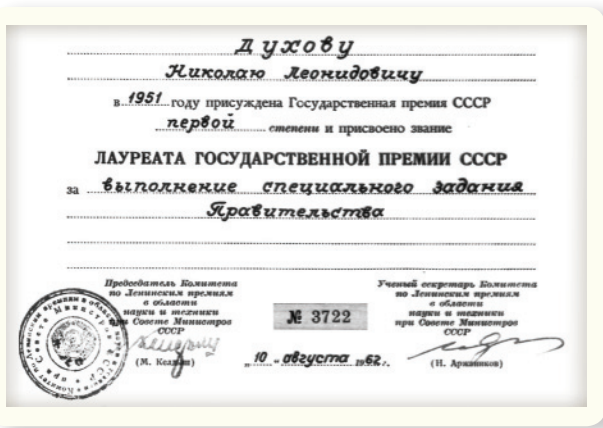 Духову
Николаю Леонидовичу
в 1951 году присуждена Государственная премия СССР
первой степени и присвоено звание
ЛАУРЕАТА ГОСУДАРСТВЕННОЙ ПРЕМИИ СССР
за выполнение специального задания
Правительства
Председатель Комитета
по Ленинским премиям
в области
науки и техники
при Совете Министров
СССР
(М. Келдыш)
№ 3722
„10“ августа 1962 г.
Ученый секретарь Комитета
по Ленинским премиям
в области
науки и техники
при Совете Министров
СССР
(Н. Аржанников)